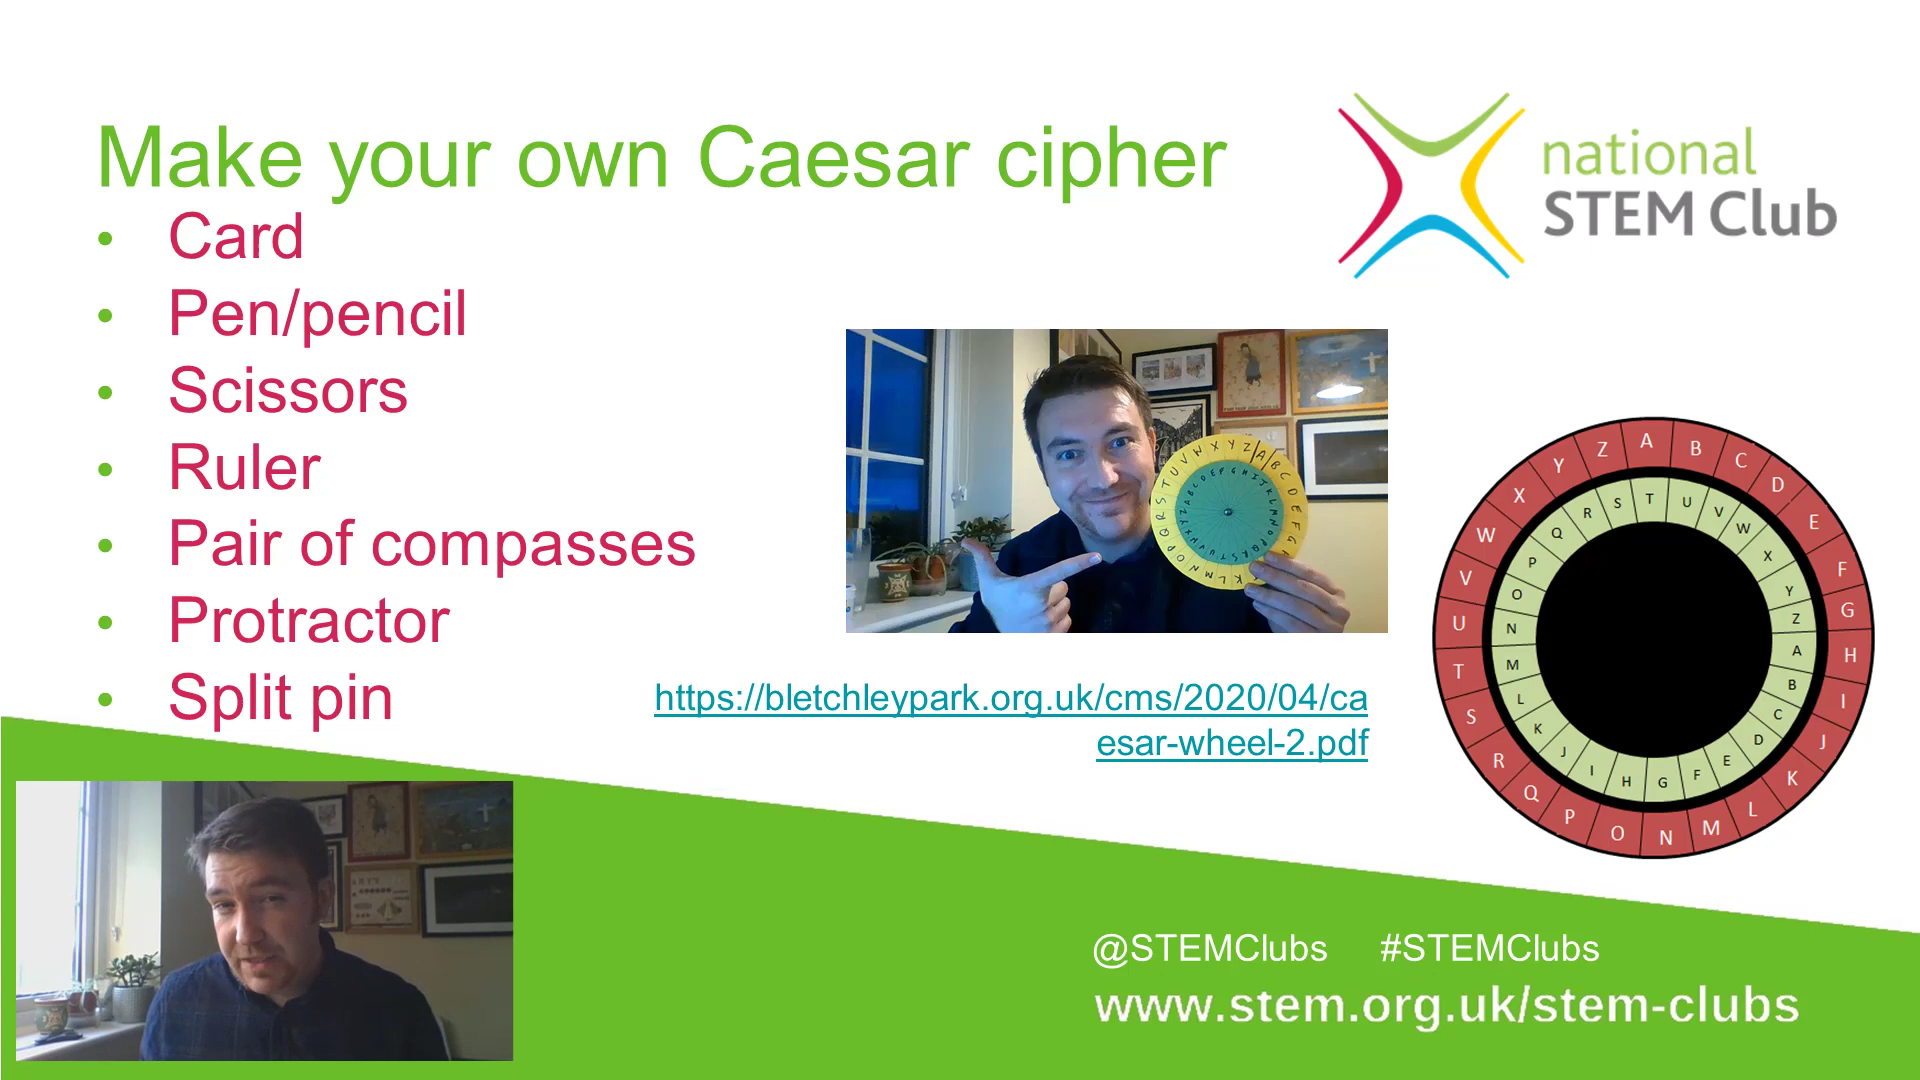 Make your own Caesar cipher
• Card
• Pen/pencil
• Scissors
• Ruler
• Pair of compasses
• Protractor
• Split pin
national
STEM Club
https://bletchleypark.org.uk/cms/2020/04/ca
esar-wheel-2.pdf
A B C D E F G H I J K L M N O P Q R S T U V W X Y Z
T U V W X Y Z A B C D E F G H I J K L M N O P Q R S
@STEMClubs #STEMClubs
www.stem.org.uk/stem-clubs